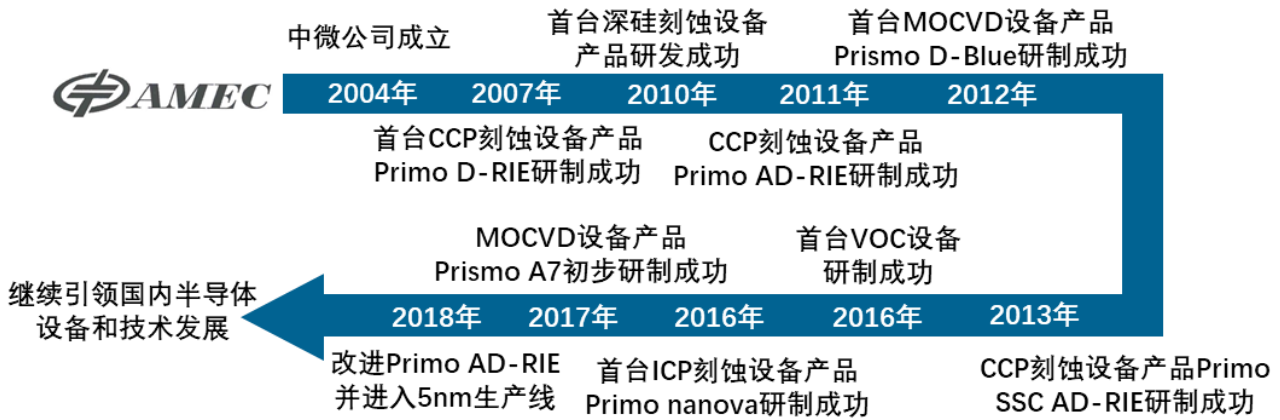 中微公司成立
首台深硅刻蚀设备
产品研发成功
首台MOCVD设备产品
Prismo D-Blue研制成功
AMEC
2004年
2007年
2010年
2011年
2012年
首台CCP刻蚀设备产品
Primo D-RIE研制成功
CCP刻蚀设备产品
Primo AD-RIE研制成功
MOCVD设备产品
Prismo A7初步研制成功
首台VOC设备
研制成功
继续引领国内半导体
设备和技术发展
2018年
2017年
2016年
2016年
2013年
改进Primo AD-RIE
并进入5nm生产线
首台ICP刻蚀设备产品
Primo nanova研制成功
CCP刻蚀设备产品Primo
SSC AD-RIE研制成功